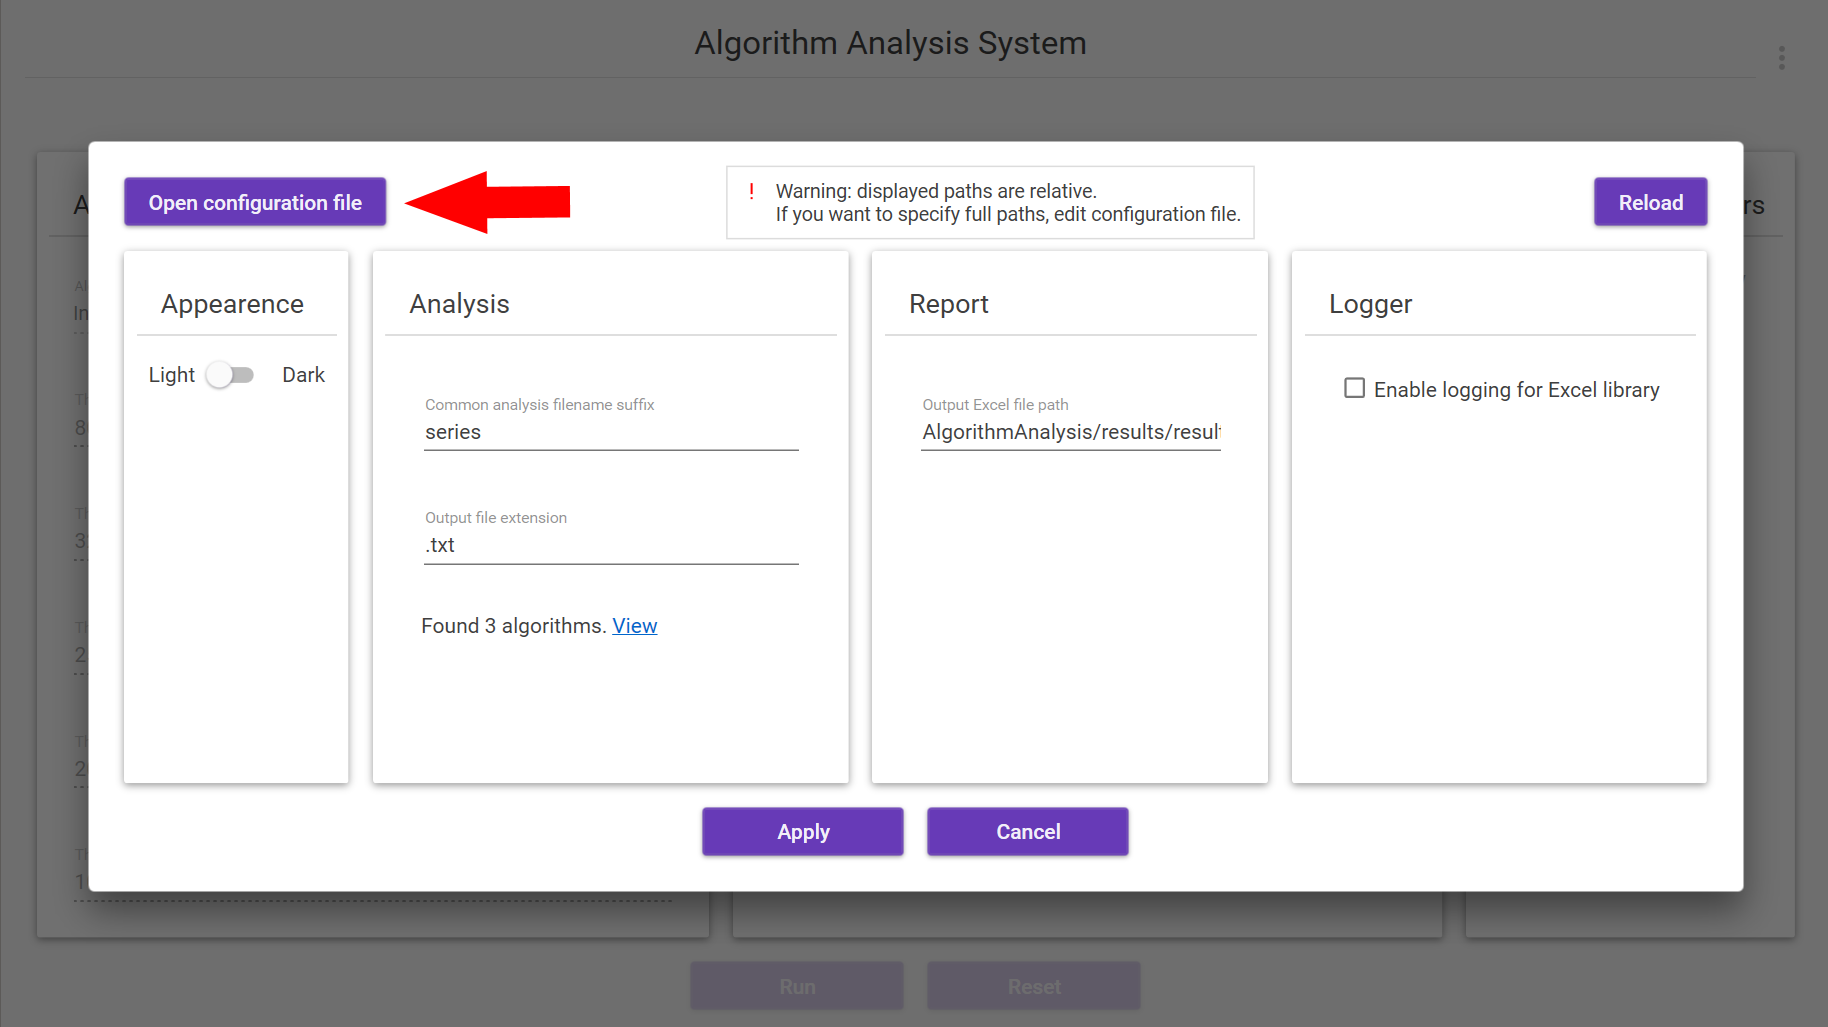 Algorithm Analysis System
Open configuration file
! Warning: displayed paths are relative.
If you want to specify full paths, edit configuration file.
Reload
Appearence
Light Dark
Analysis
Common analysis filename suffix
series
Output file extension
.txt
Found 3 algorithms. View
Report
Output Excel file path
AlgorithmAnalysis/results/result
Logger
Enable logging for Excel library
Apply
Cancel
Run
Reset